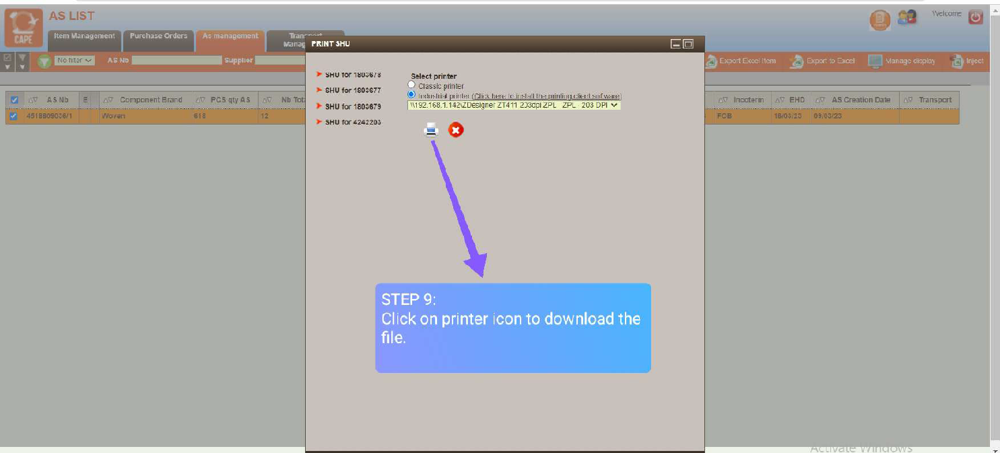 AS LIST
CAPE
Welcome
Item Management
Purchase Orders
As management
Transport
Manag
No filter
AS Nb
Supplier
Export Excel Item
Export to Excel
Manage display
Inject
AS Nb
E
Component Brand
PCS qty AS
Nb Tot
Incoterm
EHD
AS Creation Date
Transport
4518809036/1
Woven
618
12
FOB
16/03/23
09/03/23
PRINT SHU
SHU for 1803678
SHU for 1803677
SHU for 1803679
SHU for 4242203
Select printer
Classic printer
Industrial printer (Click here to install the printing client software)
\\192.168.1.142\ZDesigner ZT411-203dpi ZPL - ZPL - 203 DPI
STEP 9:
Click on printer icon to download the
file.
Activate Windows